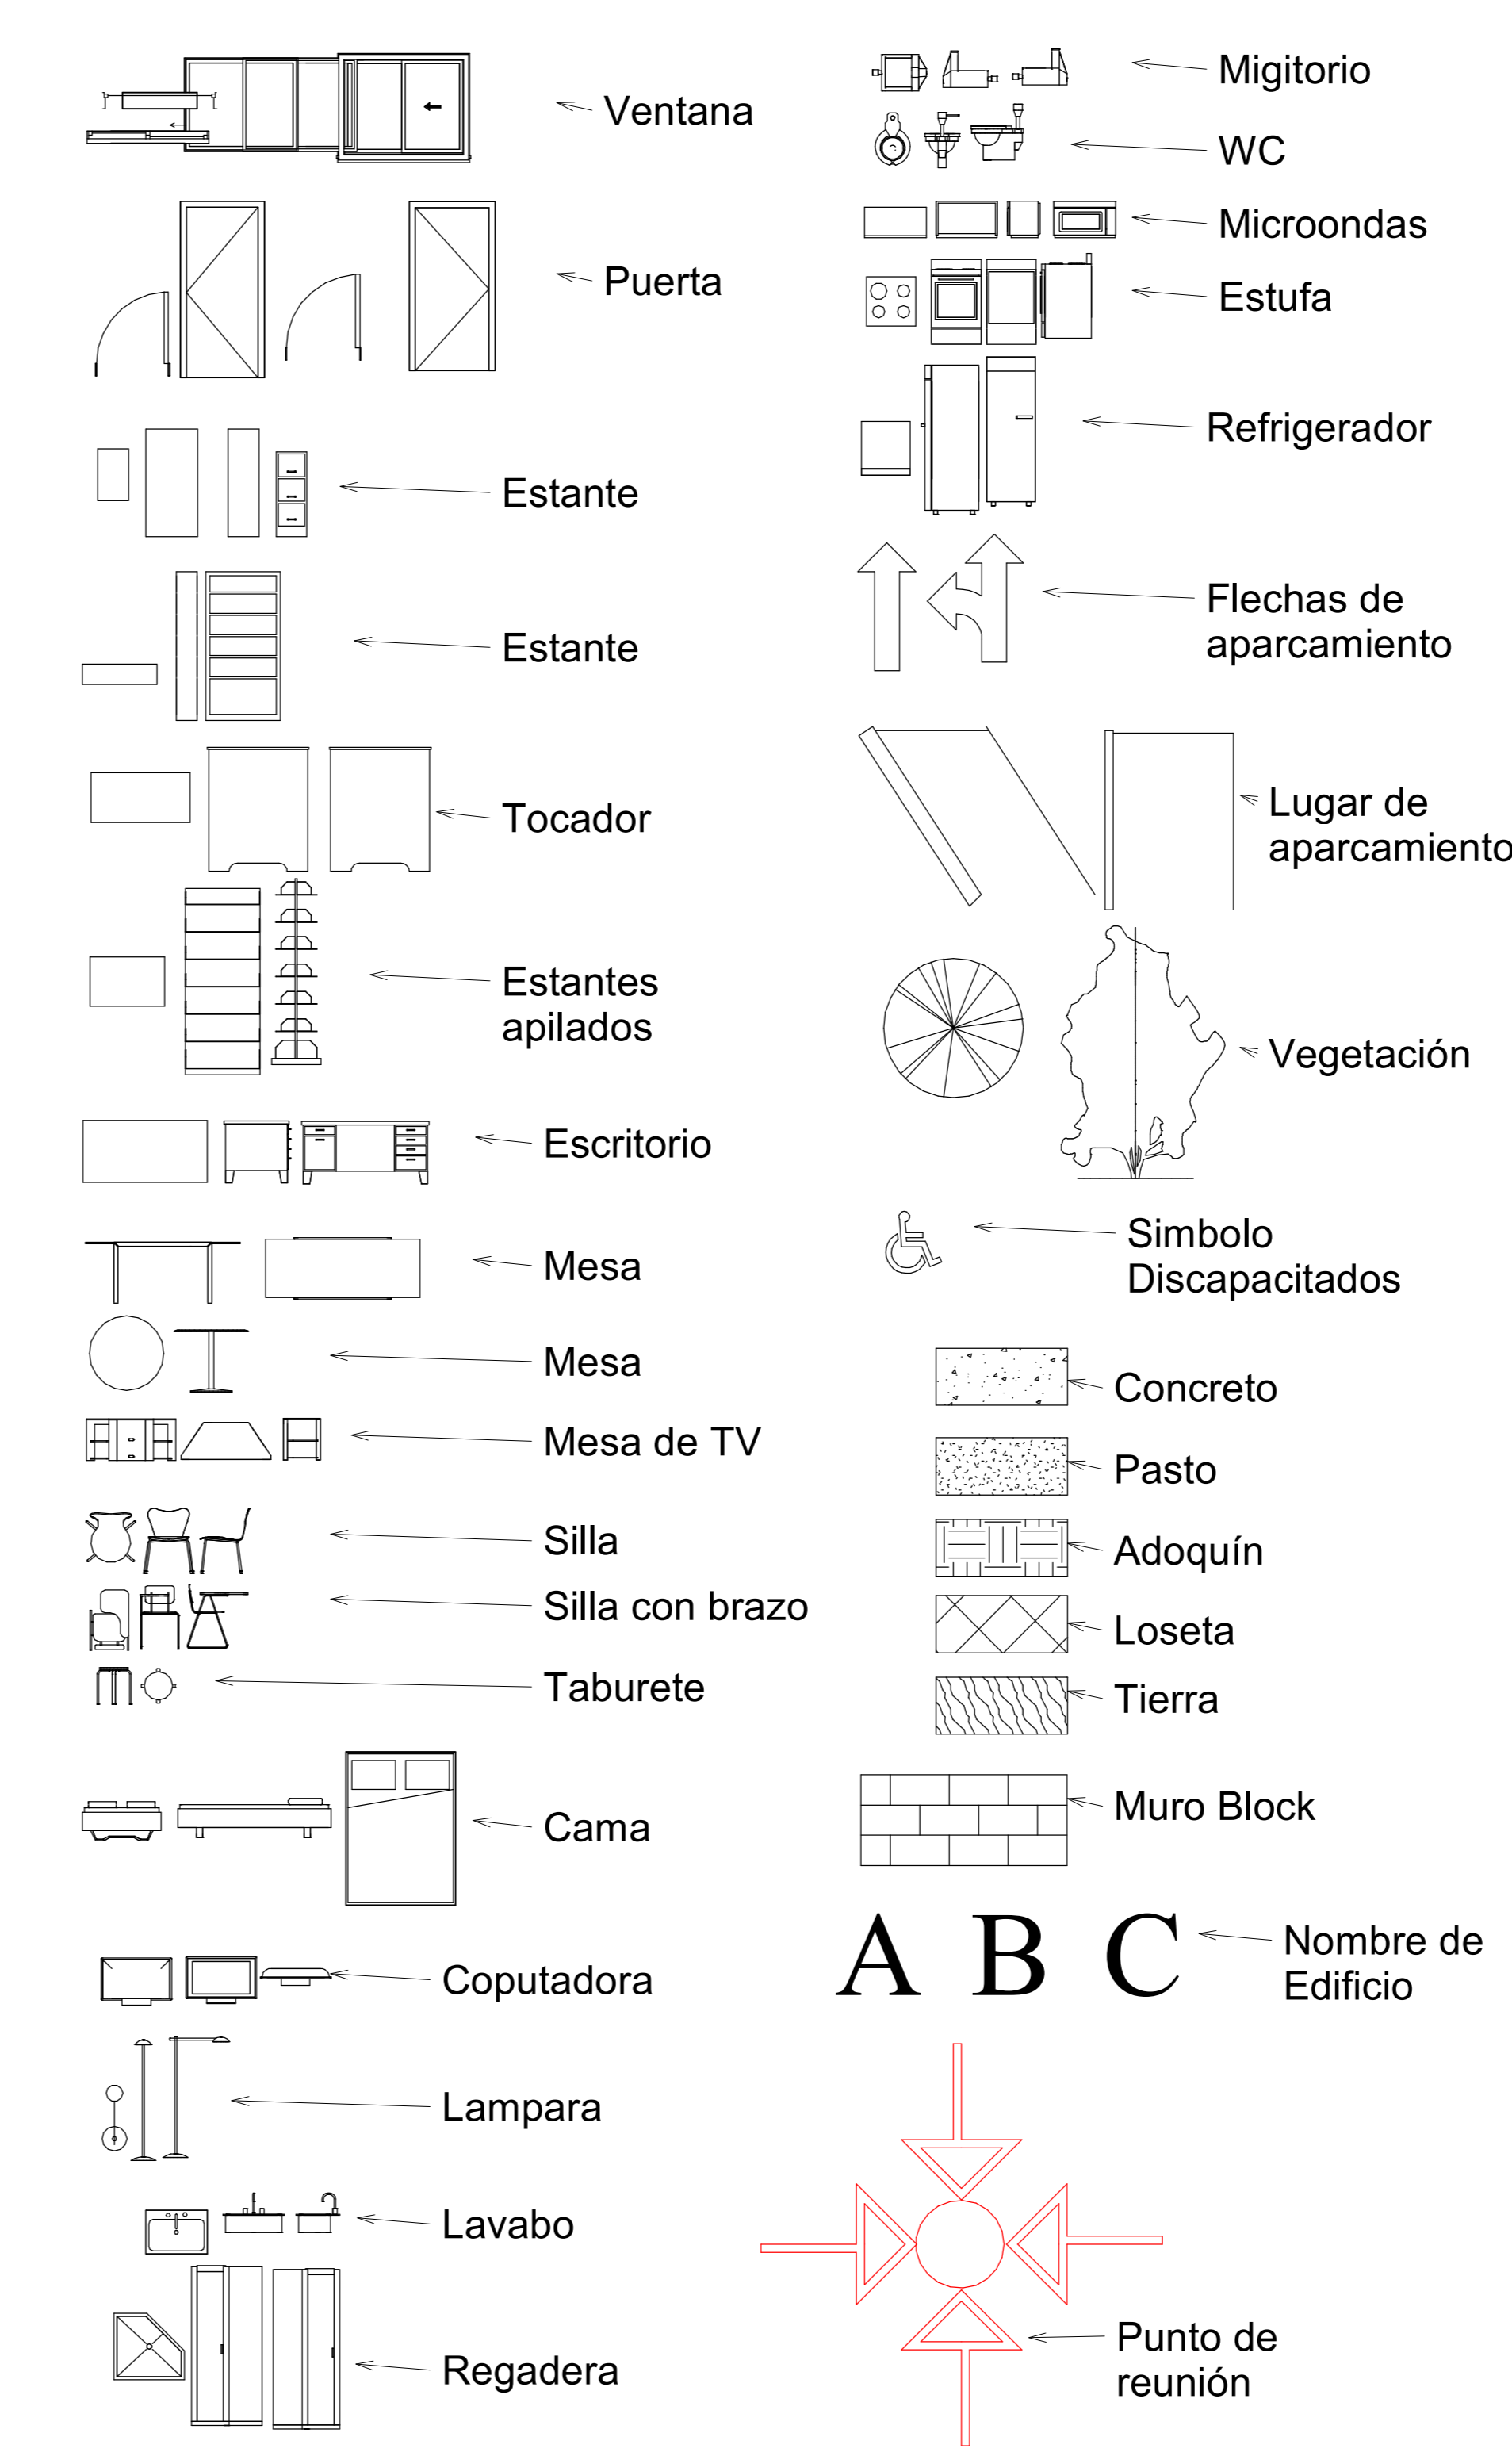 Ventana
Puerta
Estante
Estante
Tocador
Estantes
apilados
Escritorio
Mesa
Mesa
Mesa de TV
Silla
Silla con brazo
Taburete
Cama
Coputadora
Lampara
Lavabo
Regadera
Migitorio
WC
Microondas
Estufa
Refrigerador
Flechas de
aparcamiento
Lugar de
aparcamiento
Vegetación
Simbolo
Discapacitados
Concreto
Pasto
Adoquín
Loseta
Tierra
Muro Block
A B C
Nombre de
Edificio
Punto de
reunión